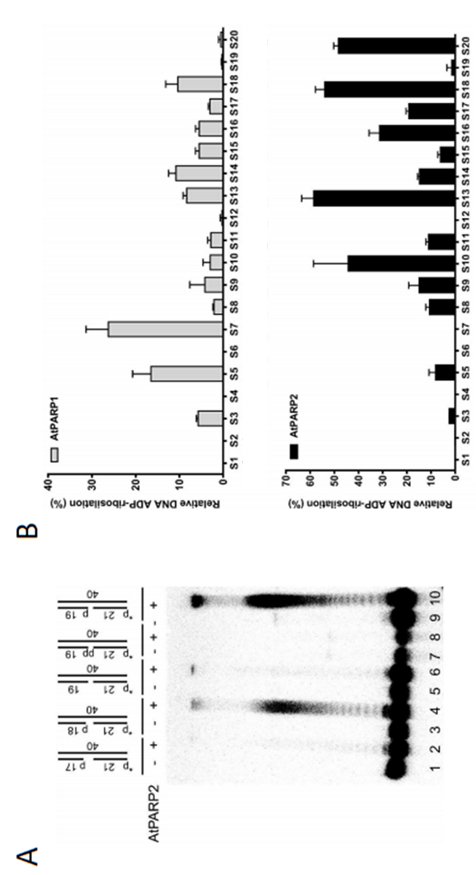 A
40 40 40 40 40
*p 21 p 17 *p 21 p 18 *p 21 19 *p 21 pp 19 *p 21 p 19
AtPARP2 - + - + - + - + - +
1 2 3 4 5 6 7 8 9 10
B
AtPARP1
Relative DNA ADP-ribosilation (%)
40
30
20
10
0
S1 S2 S3 S4 S5 S6 S7 S8 S9 S10 S11 S12 S13 S14 S15 S16 S17 S18 S19 S20
AtPARP2
Relative DNA ADP-ribosilation (%)
70
60
50
40
30
20
10
0
S1 S2 S3 S4 S5 S6 S7 S8 S9 S10 S11 S12 S13 S14 S15 S16 S17 S18 S19 S20